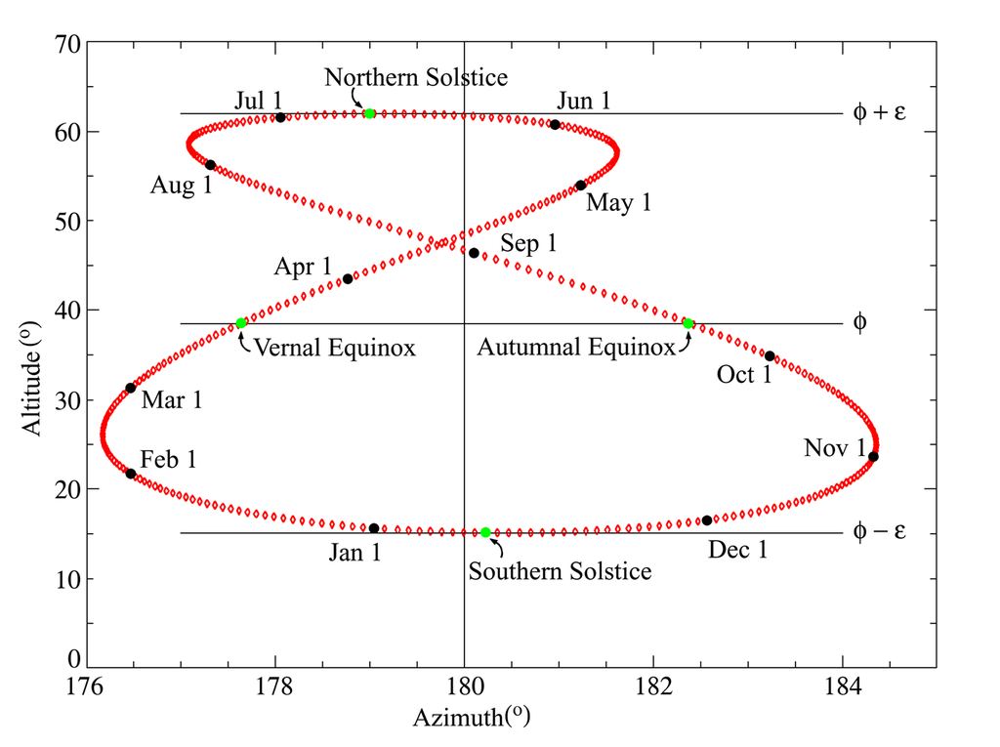 70
Northern Solstice
Jul 1
Jun 1
ϕ + ε
60
Aug 1
May 1
50
Sep 1
Apr 1
40
ϕ
Vernal Equinox
Autumnal Equinox
Oct 1
Altitude(o)
30
Mar 1
Nov 1
Feb 1
20
ϕ − ε
Jan 1
Dec 1
Southern Solstice
10
0
176
178
180
182
184
Azimuth(o)